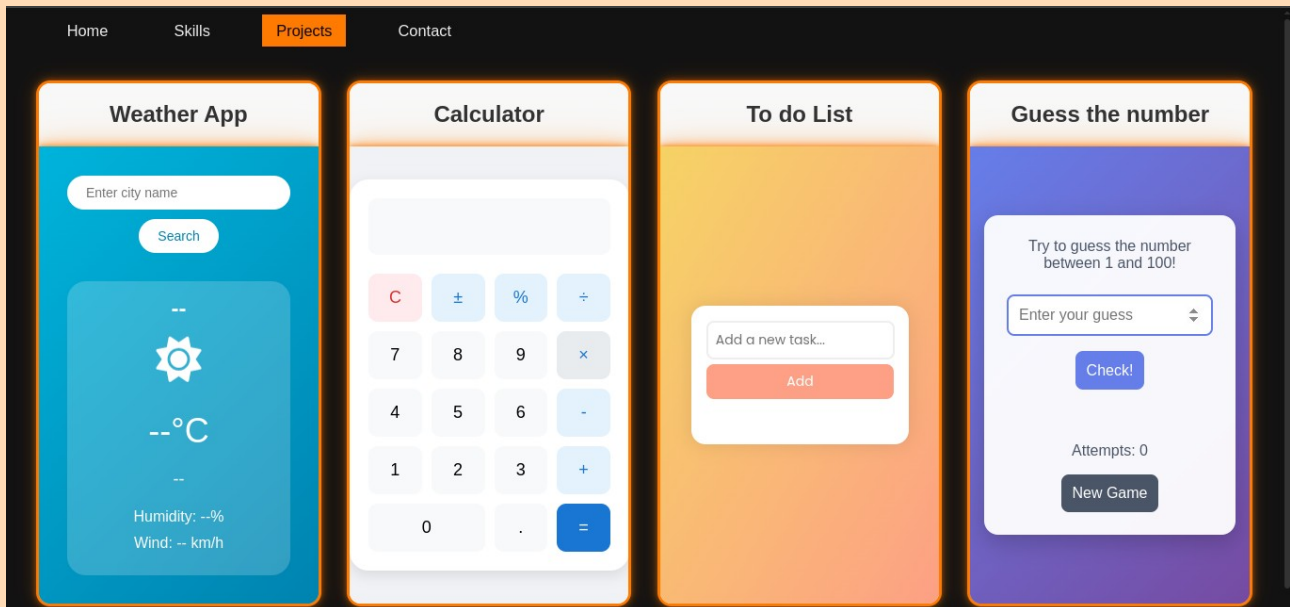 Home Skills Projects Contact
Weather App
Enter city name
Search
--
--°C
--
Humidity: --%
Wind: -- km/h
Calculator
C ± % ÷
7 8 9 ×
4 5 6 -
1 2 3 +
0 . =
To do List
Add a new task...
Add
Guess the number
Try to guess the number
between 1 and 100!
Enter your guess
Check!
Attempts: 0
New Game